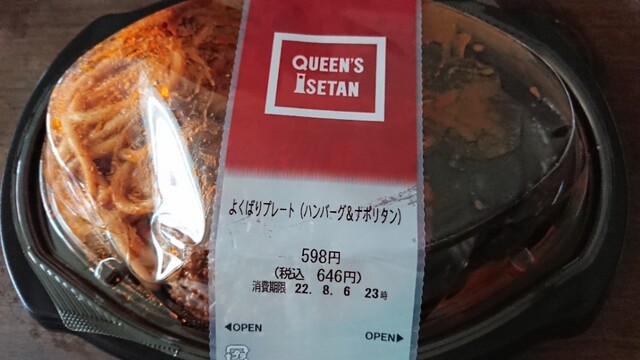 QUEEN'S
ISETAN
よくばりプレート (ハンバーグ&ナポリタン)
598円
(税込 646円)
消費期限 22. 8. 6 23時
◀OPEN
OPEN▶